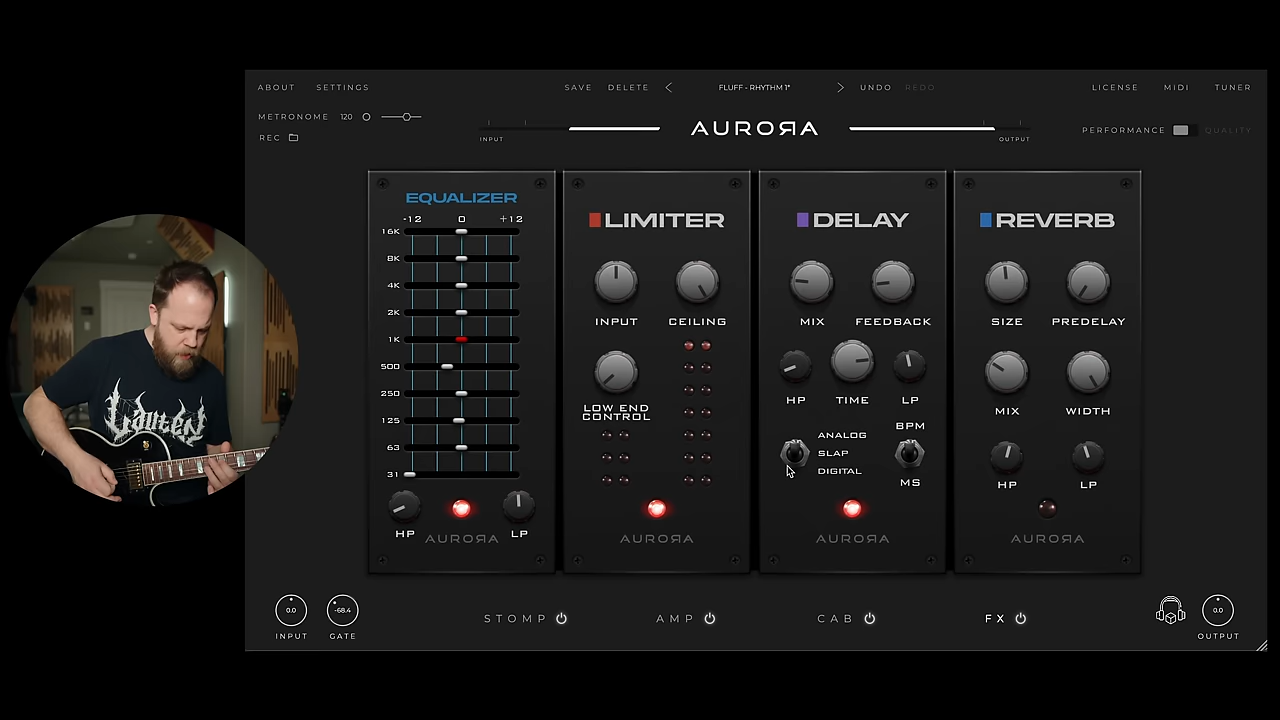 ABOUT SETTINGS SAVE DELETE FLUFF - RHYTHM 1* UNDO REDO LICENSE MIDI TUNER
METRONOME 120
REC
INPUT AURORA OUTPUT
PERFORMANCE QUALITY
EQUALIZER
-12 0 +12
16K
8K
4K
2K
1K
500
250
125
63
31
HP LP
AURORA
LIMITER
INPUT CEILING
LOW END
CONTROL
AURORA
DELAY
MIX FEEDBACK
HP TIME LP
BPM
ANALOG
SLAP
DIGITAL
MS
AURORA
REVERB
SIZE PREDELAY
MIX WIDTH
HP LP
AURORA
0.0 -68.4
INPUT GATE
STOMP AMP CAB FX
0.0
OUTPUT